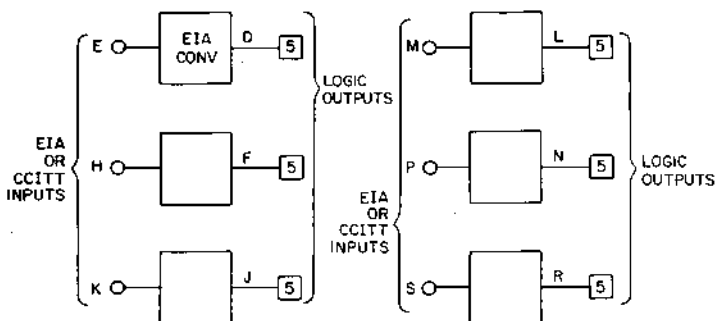 E
EIA
CONV
D
5
M
L
5
LOGIC
OUTPUTS
EIA
OR
CCITT
INPUTS
H
F
5
P
N
5
LOGIC
OUTPUTS
EIA
OR
CCITT
INPUTS
K
J
5
S
R
5